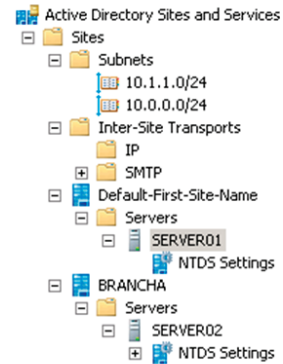 Active Directory Sites and Services
Sites
Subnets
10.1.1.0/24
10.0.0.0/24
Inter-Site Transports
IP
SMTP
Default-First-Site-Name
Servers
SERVER01
NTDS Settings
BRANCHA
Servers
SERVER02
NTDS Settings